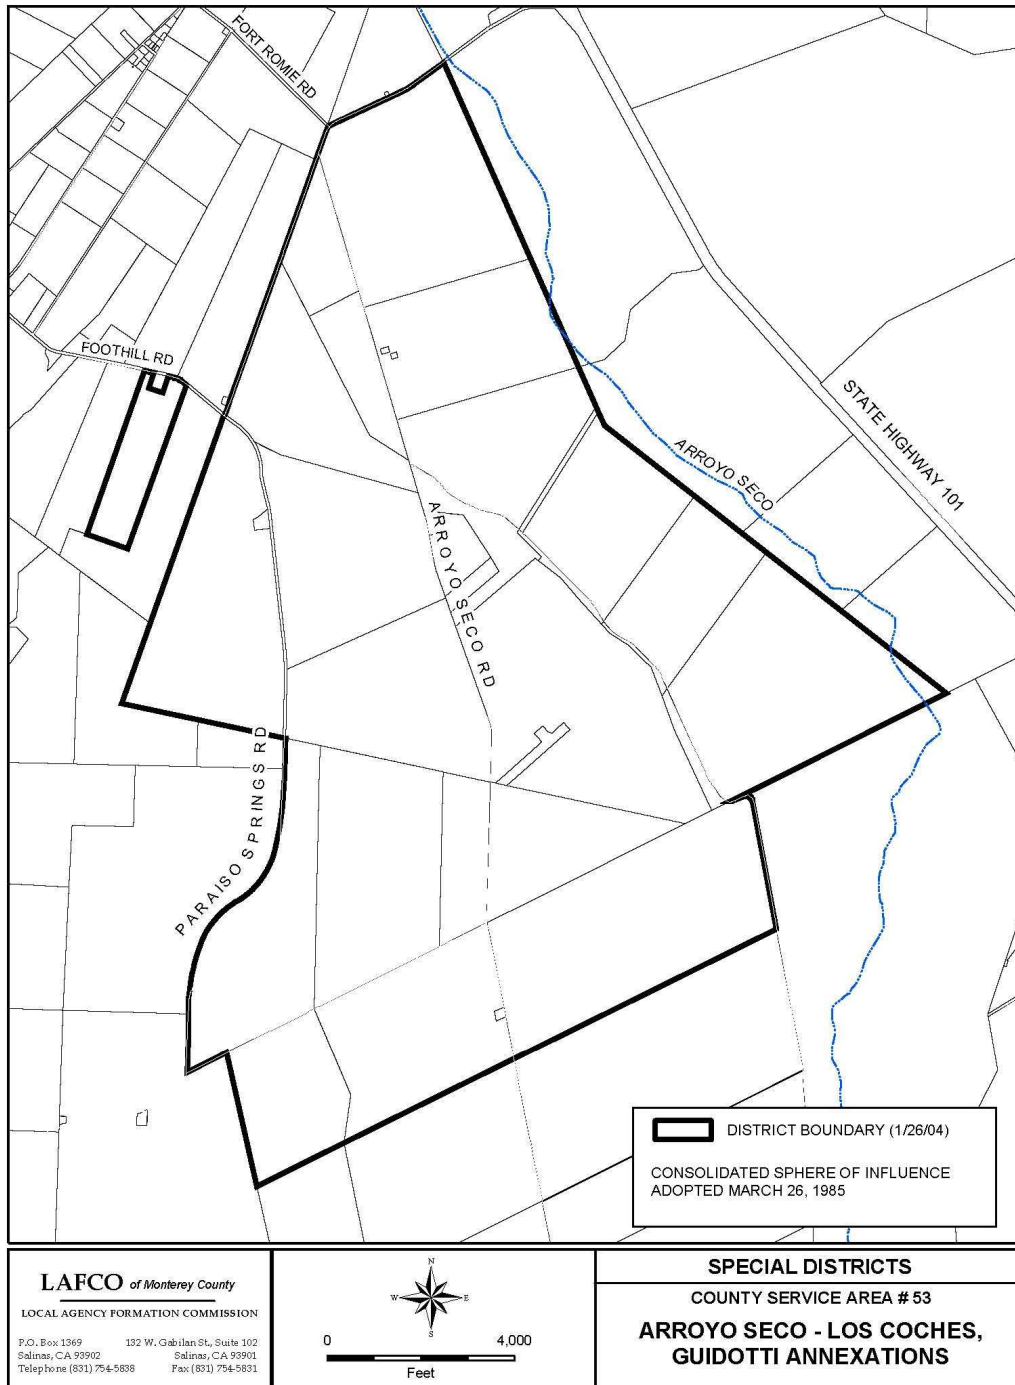 FORT ROMIE RD
FOOTHILL RD
STATE HIGHWAY 101
ARROYO SECO
ARROYO SECO RD
PARAISO SPRINGS RD
DISTRICT BOUNDARY (1/26/04)
CONSOLIDATED SPHERE OF INFLUENCE
ADOPTED MARCH 26, 1985
LAFCO of Monterey County
LOCAL AGENCY FORMATION COMMISSION
P.O. Box 1369 132 W. Gabilan St., Suite 102
Salinas, CA 93902 Salinas, CA 93901
Telephone (831) 754-5838 Fax (831) 754-5831
N
W E
S
0 4,000
Feet
SPECIAL DISTRICTS
COUNTY SERVICE AREA # 53
ARROYO SECO - LOS COCHES,
GUIDOTTI ANNEXATIONS